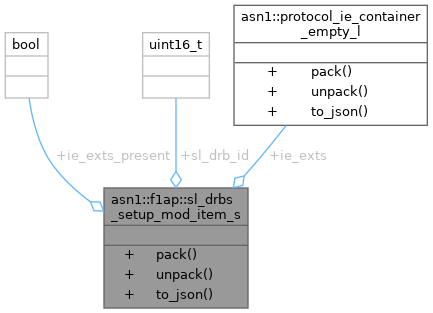 asn1::protocol_ie_container
_empty_l
+ pack()
+ unpack()
+ to_json()
bool
uint16_t
+ie_exts_present
+sl_drb_id
+ie_exts
asn1::f1ap::sl_drbs
_setup_mod_item_s
+ pack()
+ unpack()
+ to_json()